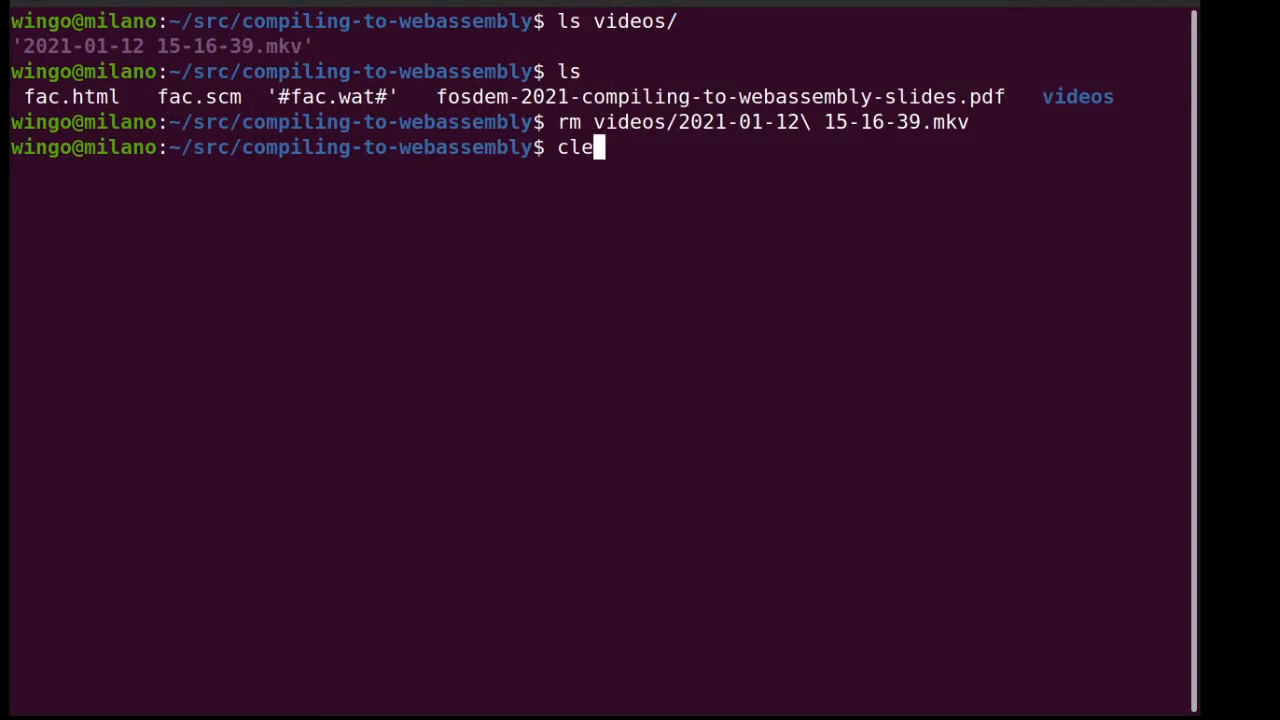 wingo@milano:~/src/compiling-to-webassembly$ ls videos/
'2021-01-12 15-16-39.mkv'
wingo@milano:~/src/compiling-to-webassembly$ ls
fac.html fac.scm '#fac.wat#' fosdem-2021-compiling-to-webassembly-slides.pdf videos
wingo@milano:~/src/compiling-to-webassembly$ rm videos/2021-01-12\ 15-16-39.mkv
wingo@milano:~/src/compiling-to-webassembly$ cle